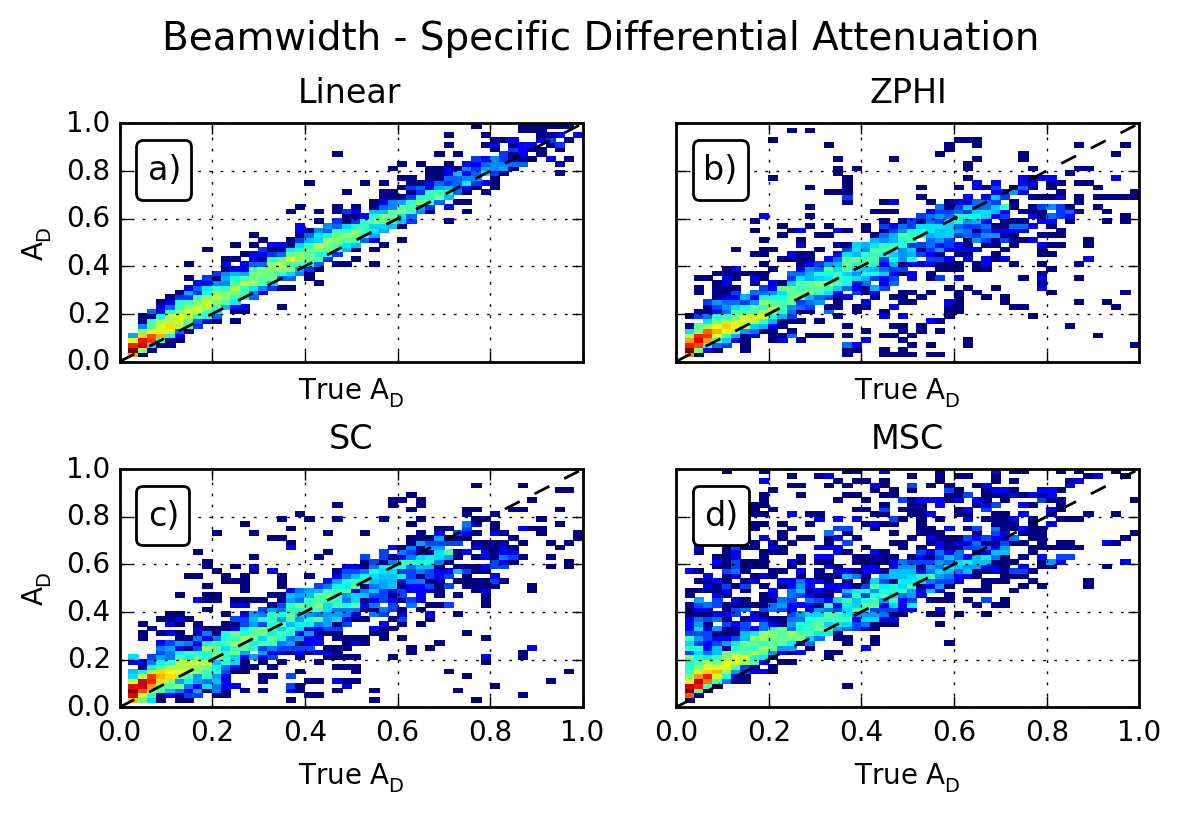 Beamwidth - Specific Differential Attenuation
Linear
ZPHI
1.0
0.8
0.6
0.4
0.2
0.0
A_D
a)
b)
True A_D
True A_D
SC
MSC
1.0
0.8
0.6
0.4
0.2
0.0
A_D
c)
d)
0.0 0.2 0.4 0.6 0.8 1.0
0.0 0.2 0.4 0.6 0.8 1.0
True A_D
True A_D